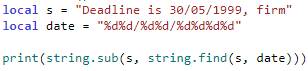 local s = "Deadline is 30/05/1999, firm"
local date = "%d%d/%d%d/%d%d%d%d"
print(string.sub(s, string.find(s, date)))